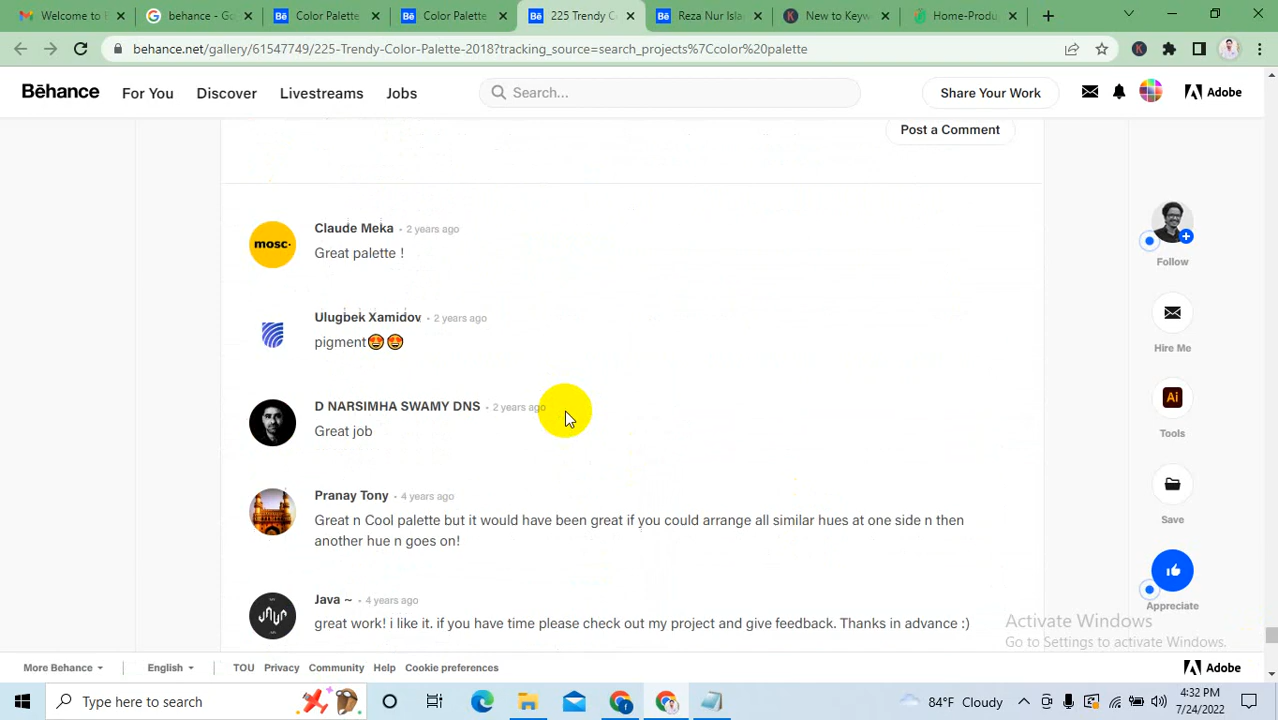 Welcome to B
behance - Go
Color Palette
Color Palette
225 Trendy C
Reza Nur Isla
New to Keyw
Home-Produ
behance.net/gallery/61547749/225-Trendy-Color-Palette-2018?tracking_source=search_projects%7Ccolor%20palette
Bēhance
For You
Discover
Livestreams
Jobs
Search...
Share Your Work
Adobe
Post a Comment
mosc·
Claude Meka • 2 years ago
Great palette !
Ulugbek Xamidov • 2 years ago
pigment🤩🤩
D NARSIMHA SWAMY DNS • 2 years ago
Great job
Pranay Tony • 4 years ago
Great n Cool palette but it would have been great if you could arrange all similar hues at one side n then
another hue n goes on!
Java ~ • 4 years ago
great work! i like it. if you have time please check out my project and give feedback. Thanks in advance :)
Follow
Hire Me
Ai
Tools
Save
Appreciate
Activate Windows
Go to Settings to activate Windows.
More Behance
English
TOU
Privacy
Community
Help
Cookie preferences
Adobe
Type here to search
84°F Cloudy
4:32 PM
7/24/2022